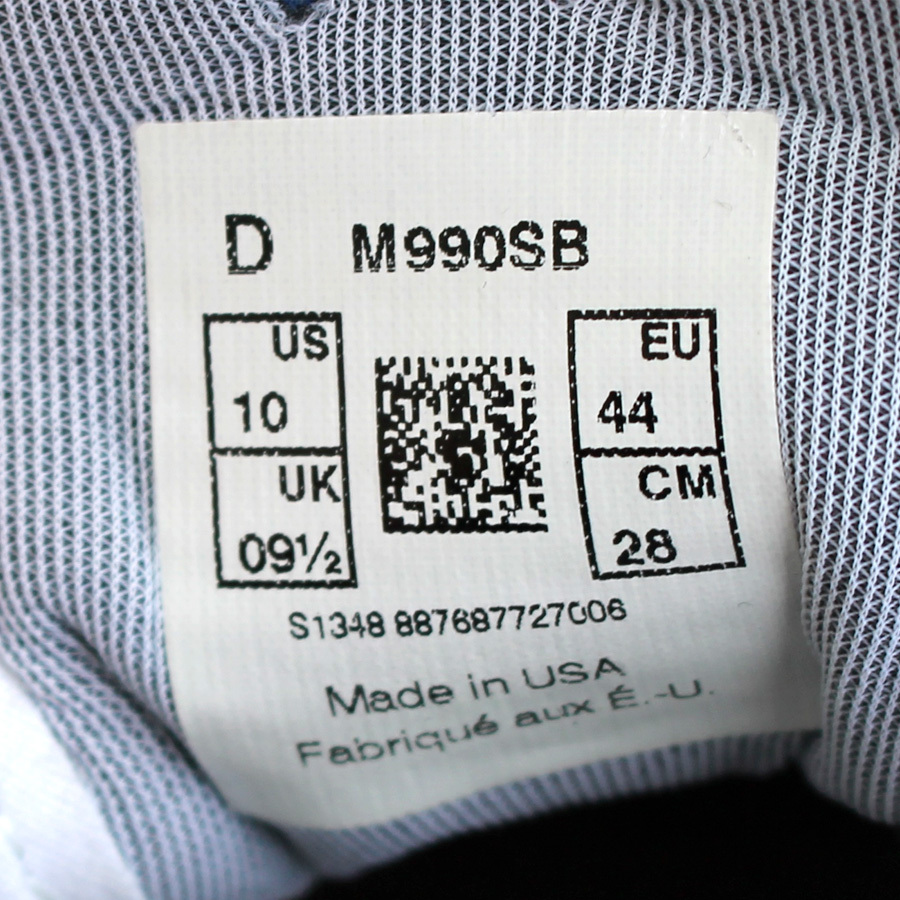 D M990SB
US EU
10 44
UK CM
09½ 28
S1348 887687727006
Made in USA
Fabriqué aux É.-U.